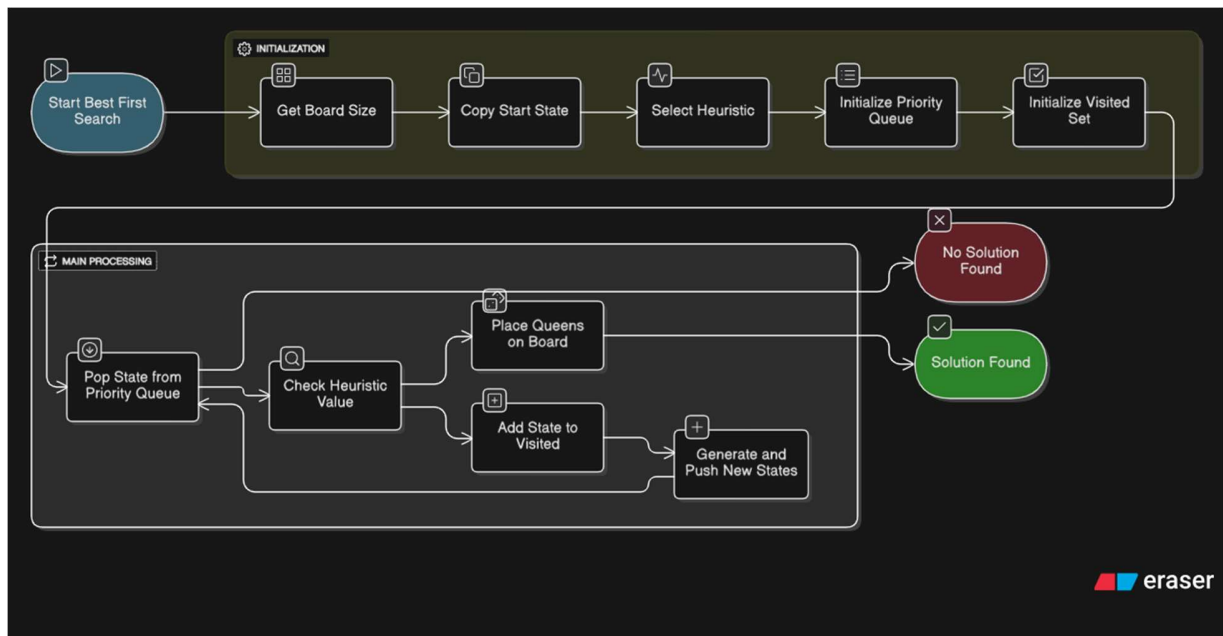 INITIALIZATION
Start Best First
Search
Get Board Size
Copy Start State
Select Heuristic
Initialize Priority
Queue
Initialize Visited
Set
No Solution
Found
MAIN PROCESSING
Place Queens
on Board
Solution Found
Pop State from
Priority Queue
Check Heuristic
Value
Add State to
Visited
Generate and
Push New States
eraser